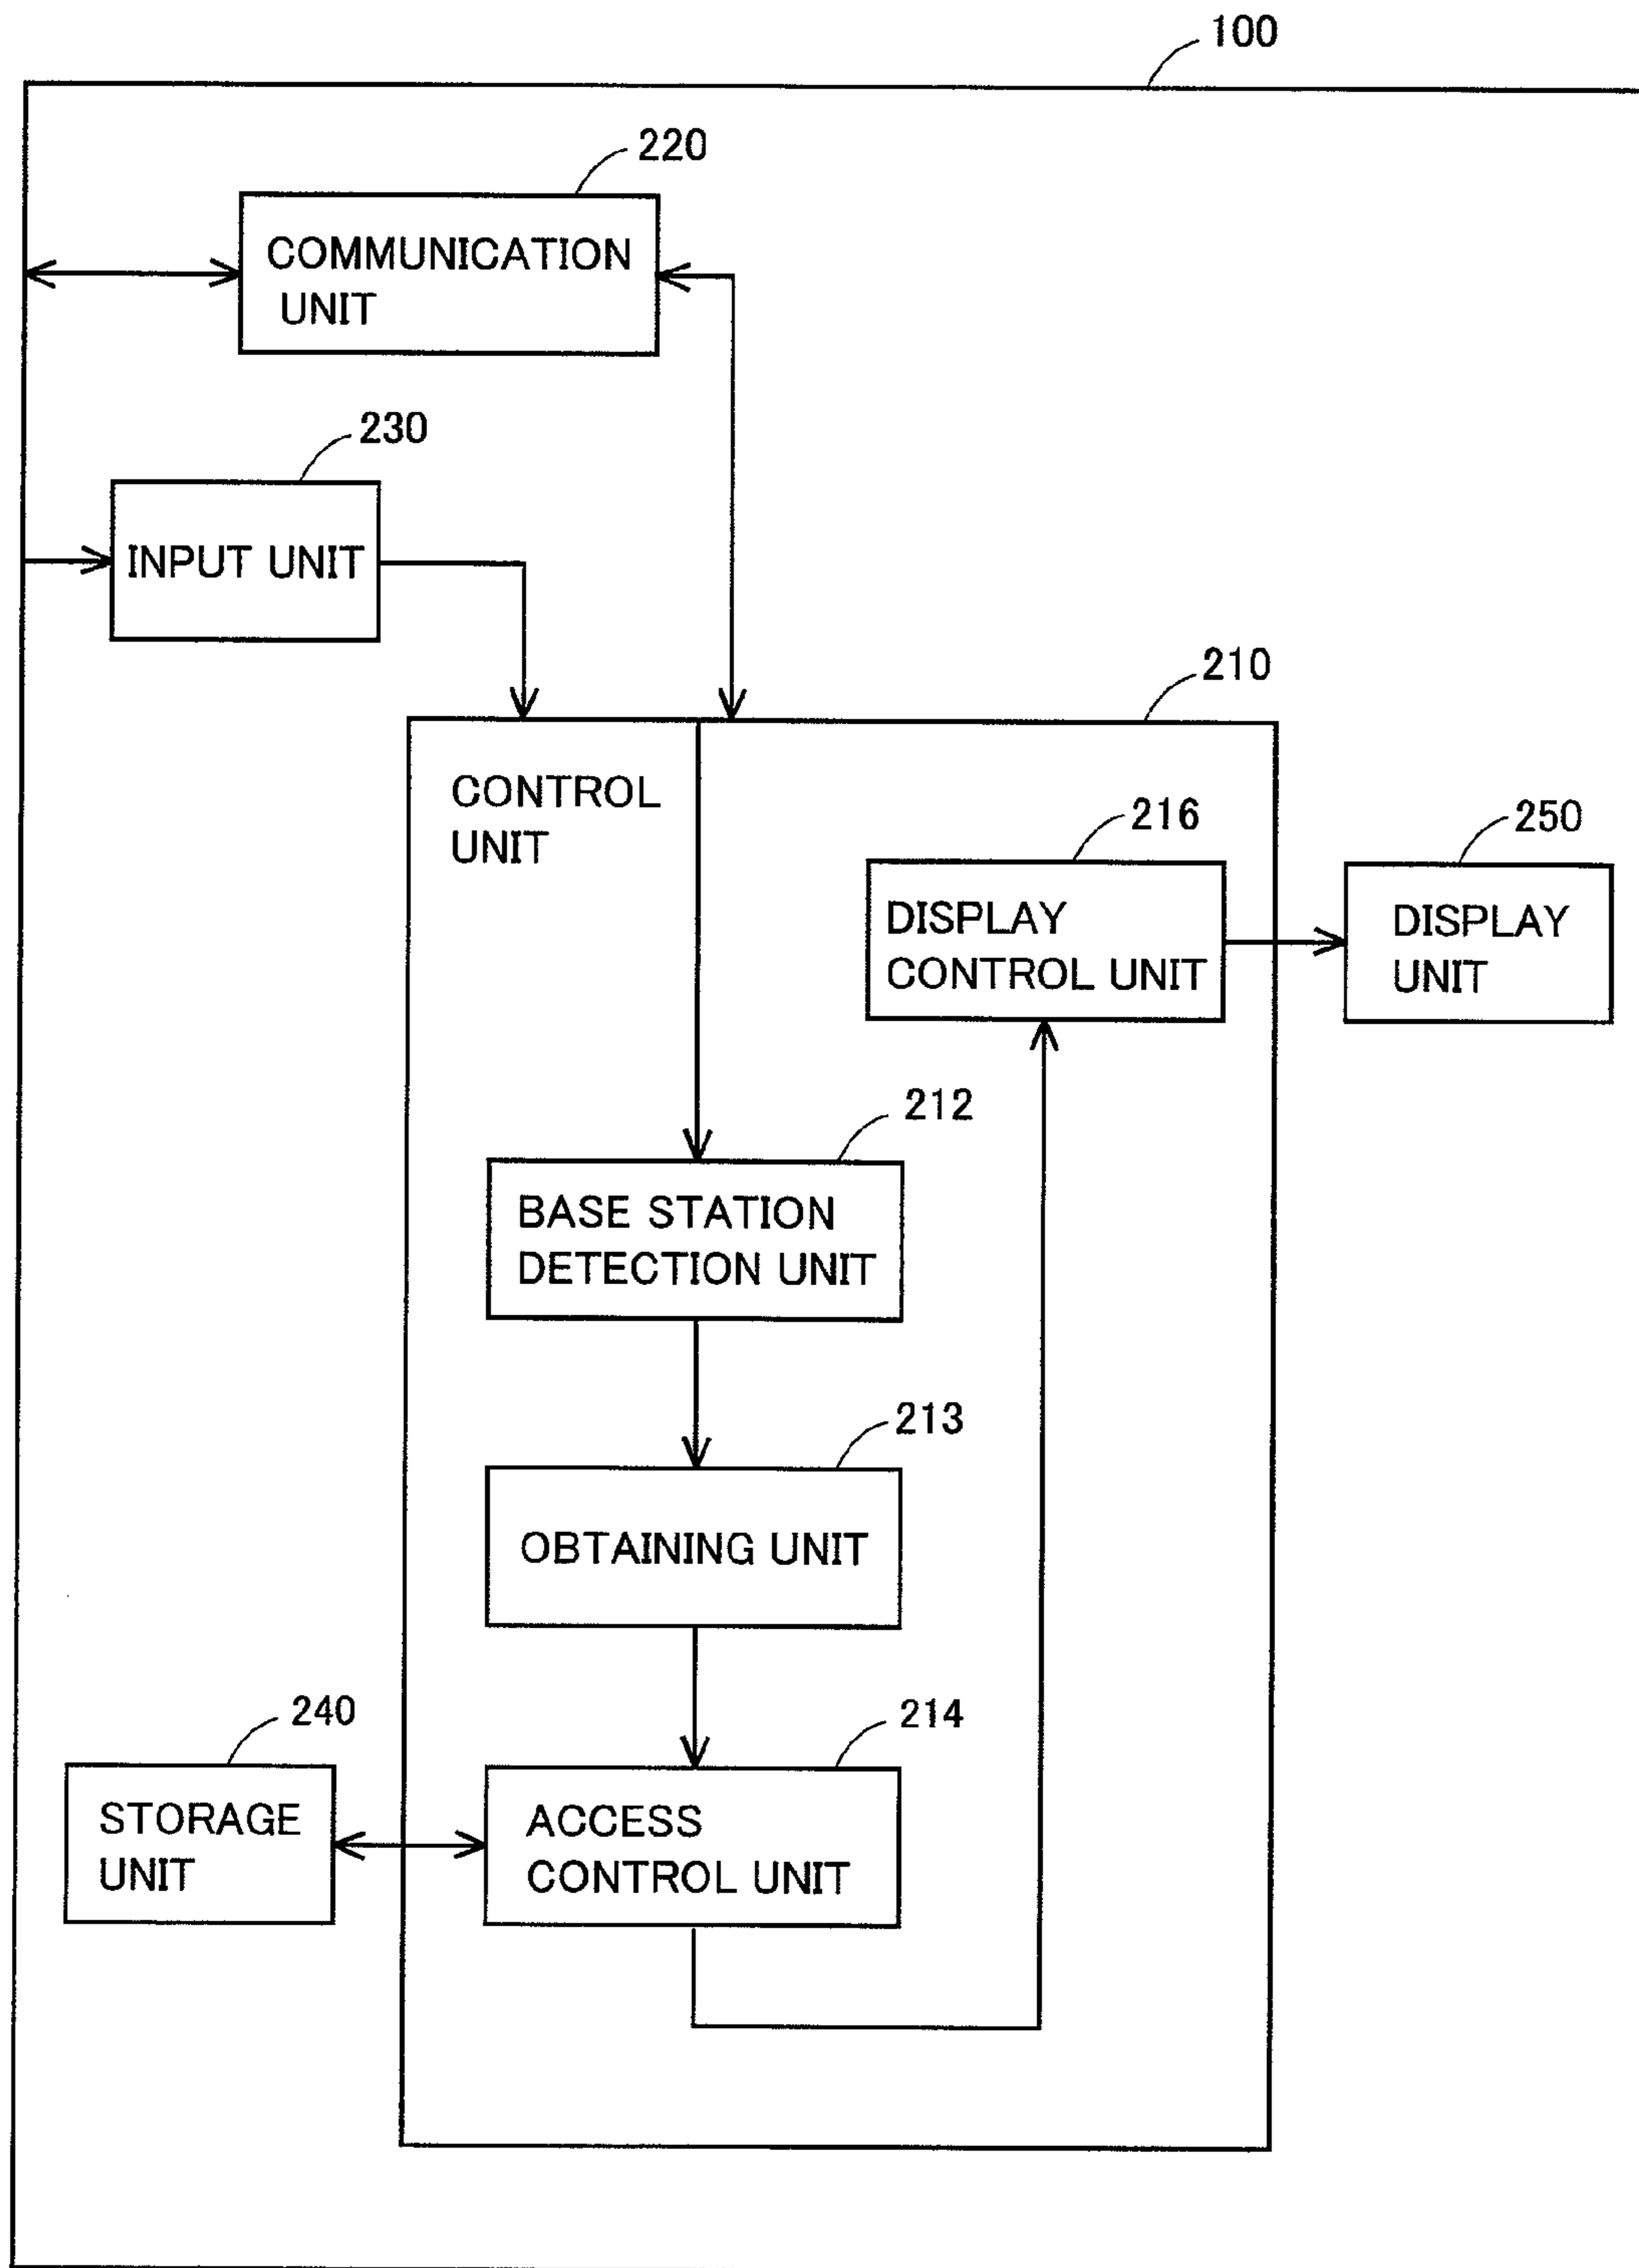 100
220
COMMUNICATION
UNIT
230
INPUT UNIT
210
CONTROL
UNIT
216
DISPLAY
CONTROL UNIT
250
DISPLAY
UNIT
212
BASE STATION
DETECTION UNIT
213
OBTAINING UNIT
240
STORAGE
UNIT
214
ACCESS
CONTROL UNIT